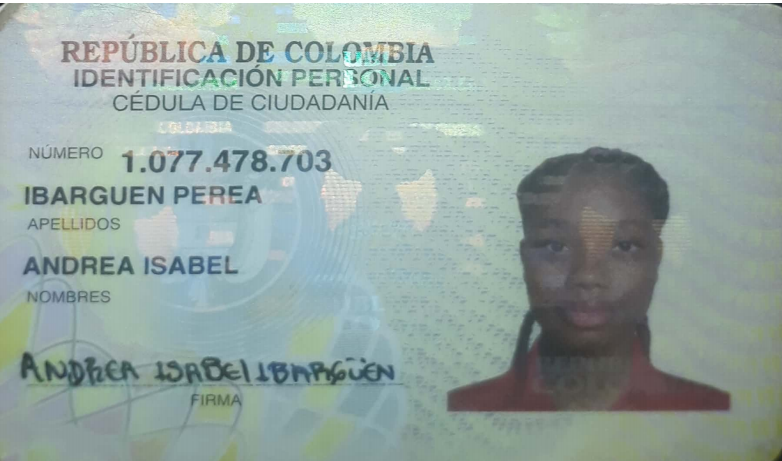 REPÚBLICA DE COLOMBIA
IDENTIFICACIÓN PERSONAL
CÉDULA DE CIUDADANÍA
COLOMBIA
NÚMERO 1.077.478.703
IBARGUEN PEREA
APELLIDOS
ANDREA ISABEL
NOMBRES
ANDREA ISABEl IBARGÜEN
FIRMA